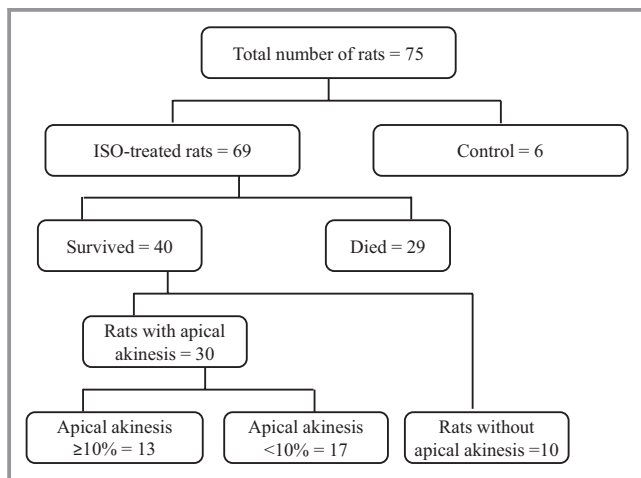 Total number of rats = 75
ISO-treated rats = 69
Control = 6
Survived = 40
Died = 29
Rats with apical
akinesis = 30
Apical akinesis
≥10% = 13
Apical akinesis
<10% = 17
Rats without
apical akinesis =10